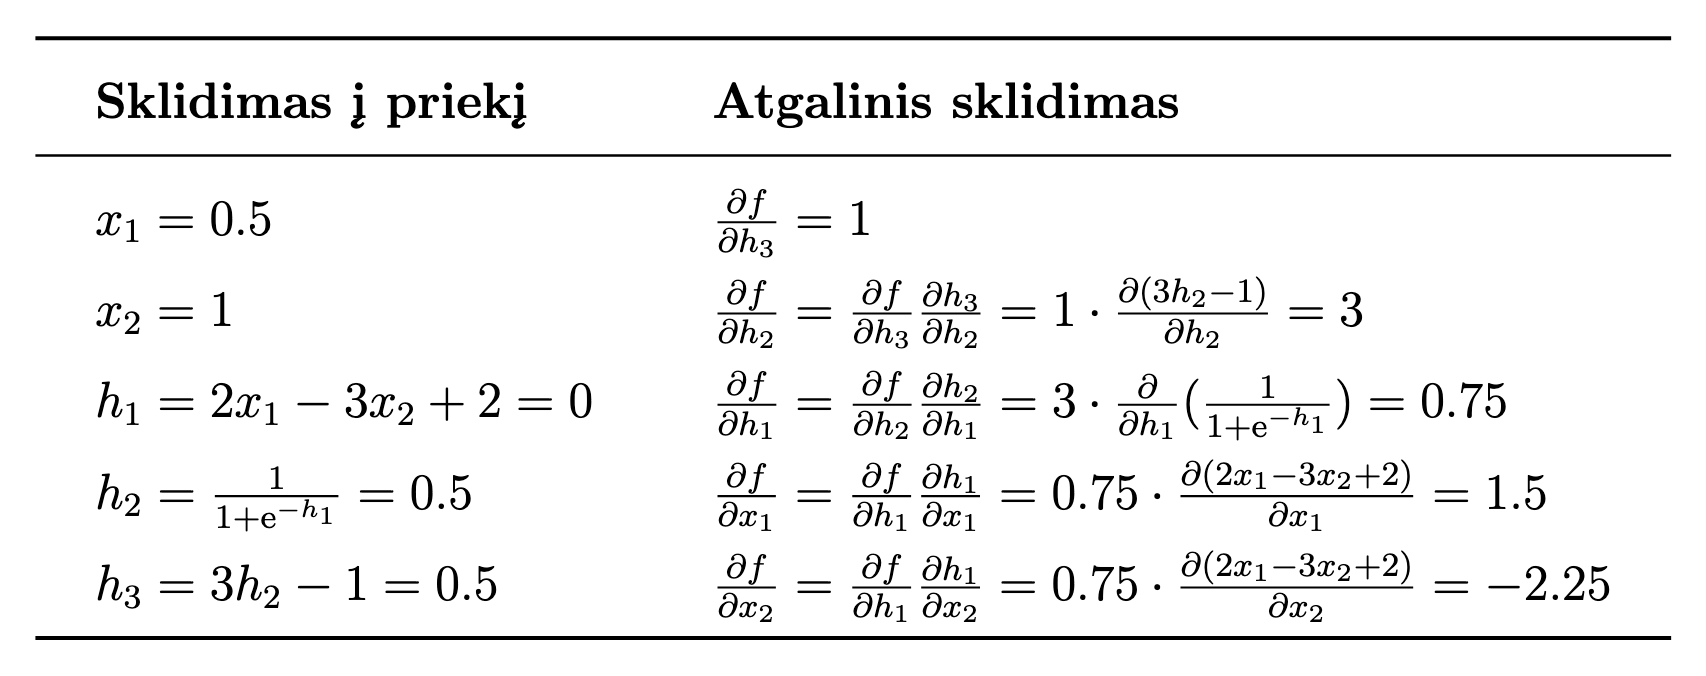 Sklidimas į priekį Atgalinis sklidimas
x₁ = 0.5 ∂f/∂h₃ = 1
x₂ = 1 ∂f/∂h₂ = ∂f/∂h₃ ∂h₃/∂h₂ = 1 · ∂(3h₂−1)/∂h₂ = 3
h₁ = 2x₁ − 3x₂ + 2 = 0 ∂f/∂h₁ = ∂f/∂h₂ ∂h₂/∂h₁ = 3 · ∂/∂h₁ (1/(1+e^{−h₁})) = 0.75
h₂ = 1/(1+e^{−h₁}) = 0.5 ∂f/∂x₁ = ∂f/∂h₁ ∂h₁/∂x₁ = 0.75 · ∂(2x₁−3x₂+2)/∂x₁ = 1.5
h₃ = 3h₂ − 1 = 0.5 ∂f/∂x₂ = ∂f/∂h₁ ∂h₁/∂x₂ = 0.75 · ∂(2x₁−3x₂+2)/∂x₂ = −2.25